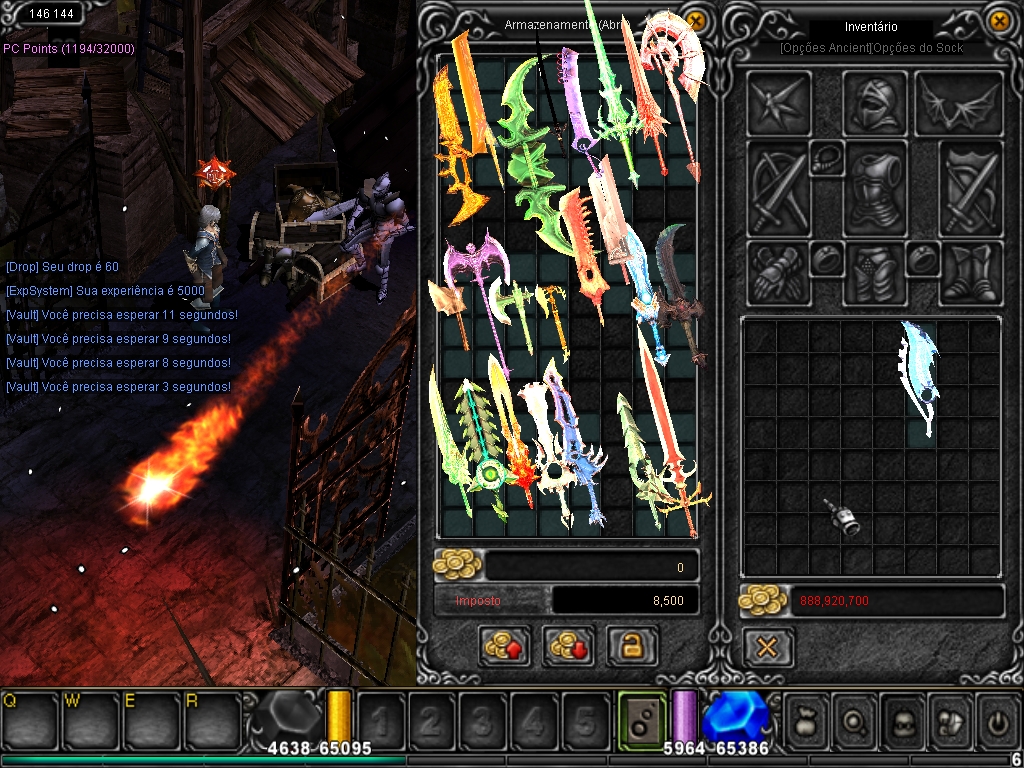 146 144
PC Points (1194/32000)
[Drop] Seu drop é 60
[ExpSystem] Sua experiência é 5000
[Vault] Você precisa esperar 11 segundos!
[Vault] Você precisa esperar 9 segundos!
[Vault] Você precisa esperar 8 segundos!
[Vault] Você precisa esperar 3 segundos!
Armazenamento (Abri
0
Imposto
8,500
Inventário
[Opções Ancient]Opções do Sock
888,920,700
Q W E R
1 2 3 4 5
4638 65095
5964 65386
6